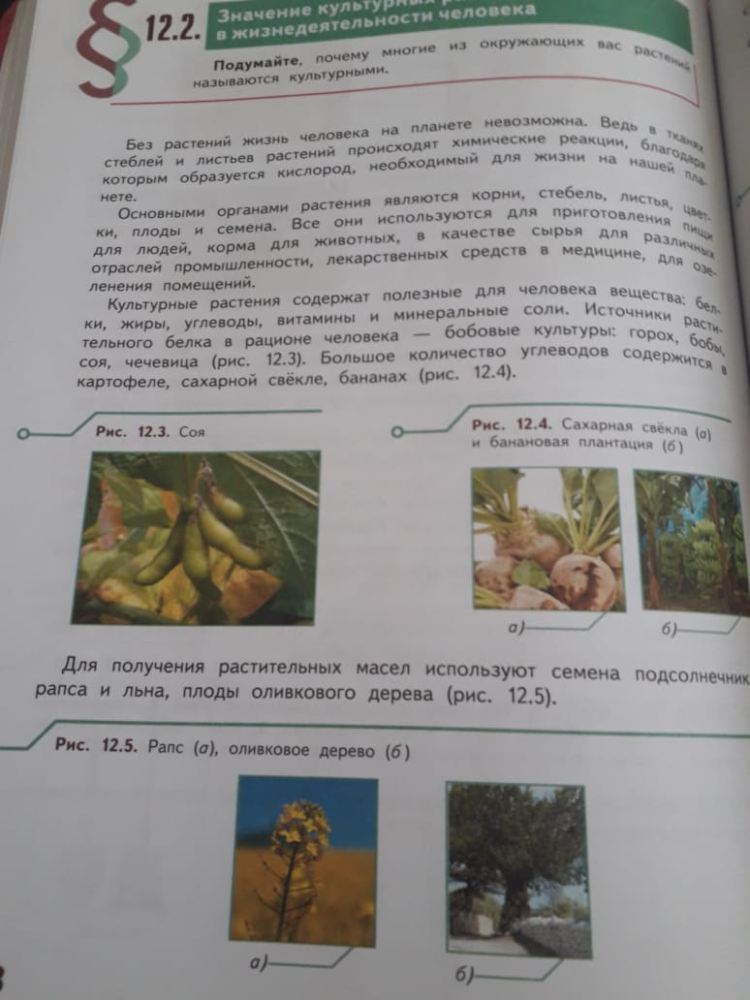 § 12.2.
Значение культурных
в жизнедеятельности человека
Подумайте, почему многие из окружающих вас растений
называются культурными.
Без растений жизнь человека на планете невозможна. Ведь в тканях
стеблей и листьев растений происходят химические реакции, благодаря
которым образуется кислород, необходимый для жизни на нашей пла-
нете.
Основными органами растения являются корни, стебель, листья, цвет-
ки, плоды и семена. Все они используются для приготовления пищи
для людей, корма для животных, в качестве сырья для различных
отраслей промышленности, лекарственных средств в медицине, для озе-
ленения помещений.
Культурные растения содержат полезные для человека вещества: бел-
ки, жиры, углеводы, витамины и минеральные соли. Источники расти-
тельного белка в рационе человека — бобовые культуры: горох, бобы,
соя, чечевица (рис. 12.3). Большое количество углеводов содержится в
картофеле, сахарной свёкле, бананах (рис. 12.4).
Рис. 12.3. Соя
Рис. 12.4. Сахарная свёкла (а)
и банановая плантация (б)
а)
б)
Для получения растительных масел используют семена подсолнечник
рапса и льна, плоды оливкового дерева (рис. 12.5).
Рис. 12.5. Рапс (а), оливковое дерево (б)
а)
б)